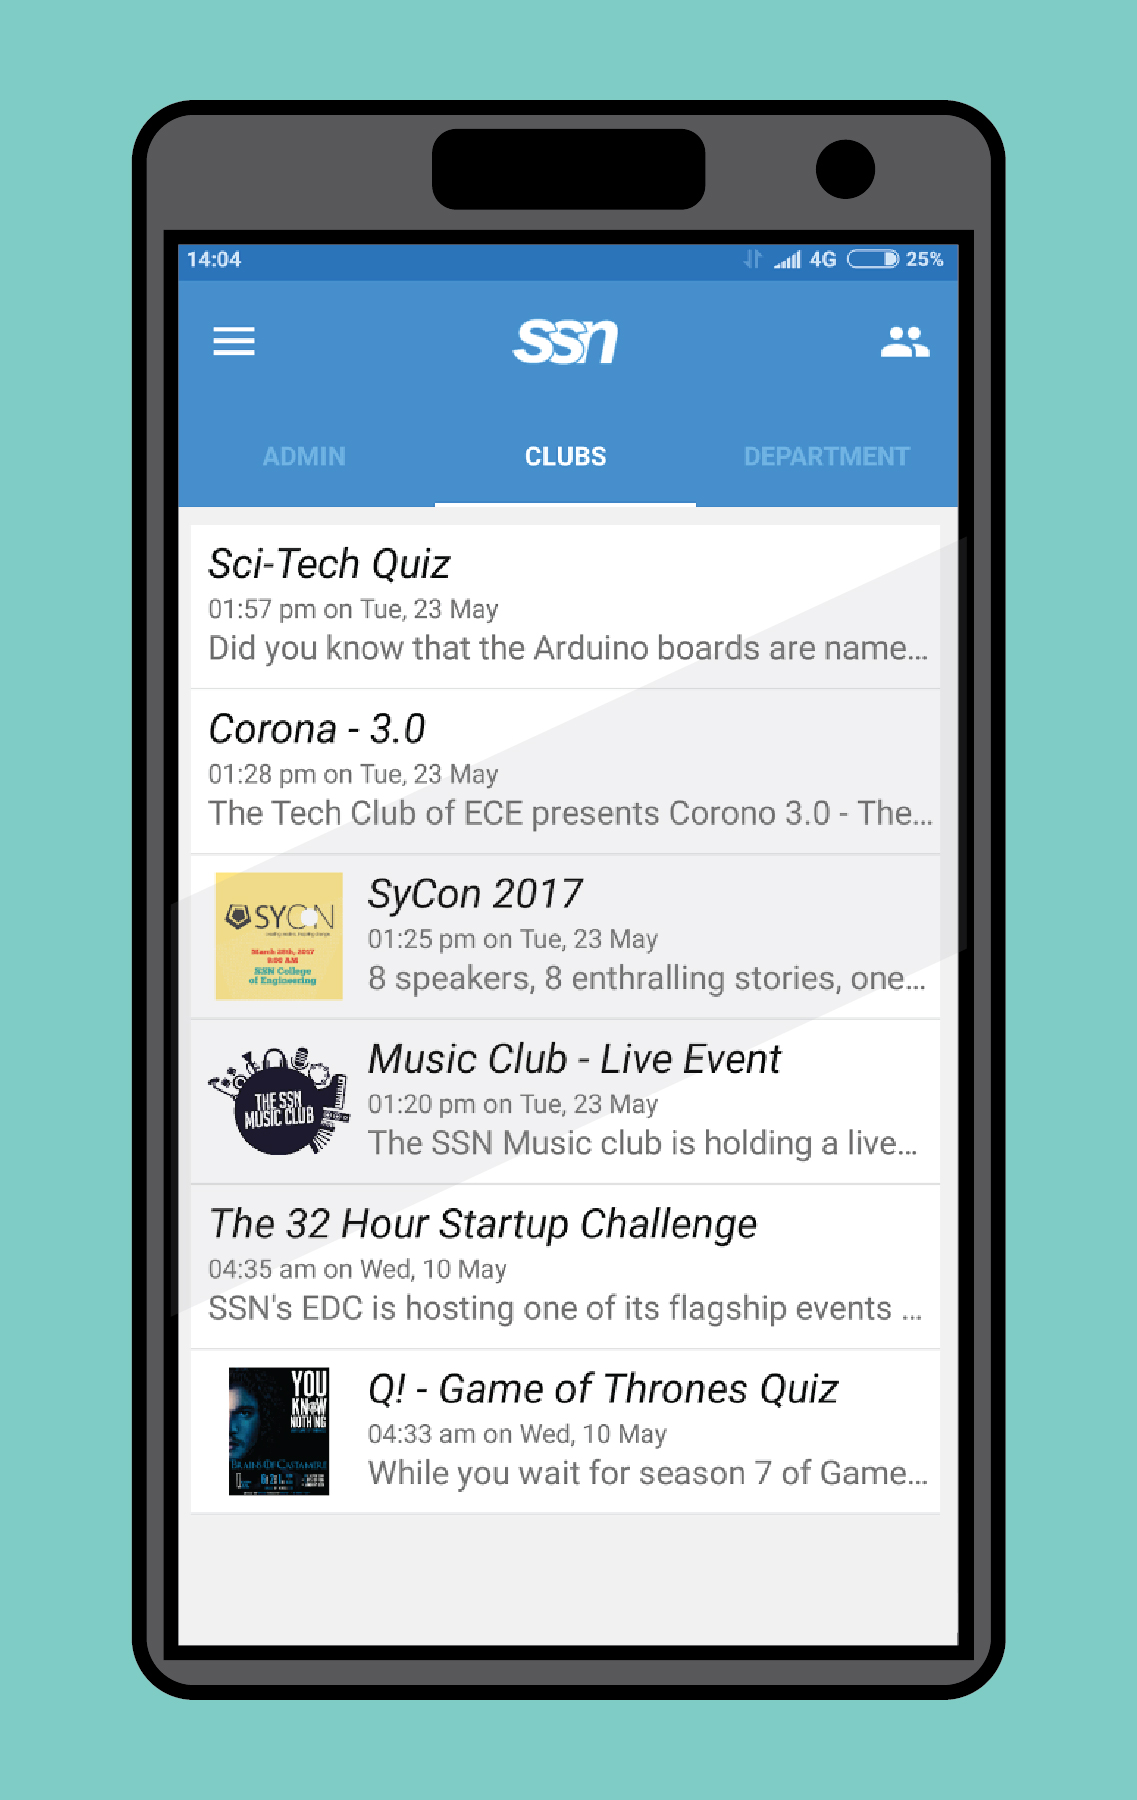 14:04 4G 25%
ssn
ADMIN CLUBS DEPARTMENT
Sci-Tech Quiz
01:57 pm on Tue, 23 May
Did you know that the Arduino boards are name...
Corona - 3.0
01:28 pm on Tue, 23 May
The Tech Club of ECE presents Corono 3.0 - The...
SYCON
March 28th, 2017
9:00 AM
SSN College
of Engineering
SyCon 2017
01:25 pm on Tue, 23 May
8 speakers, 8 enthralling stories, one...
THE SSN
MUSIC CLUB
Music Club - Live Event
01:20 pm on Tue, 23 May
The SSN Music club is holding a live...
The 32 Hour Startup Challenge
04:35 am on Wed, 10 May
SSN's EDC is hosting one of its flagship events ...
YOU
KNOW
NOTHING
BRAINS OF CASTAMERE
Q! - Game of Thrones Quiz
04:33 am on Wed, 10 May
While you wait for season 7 of Game...